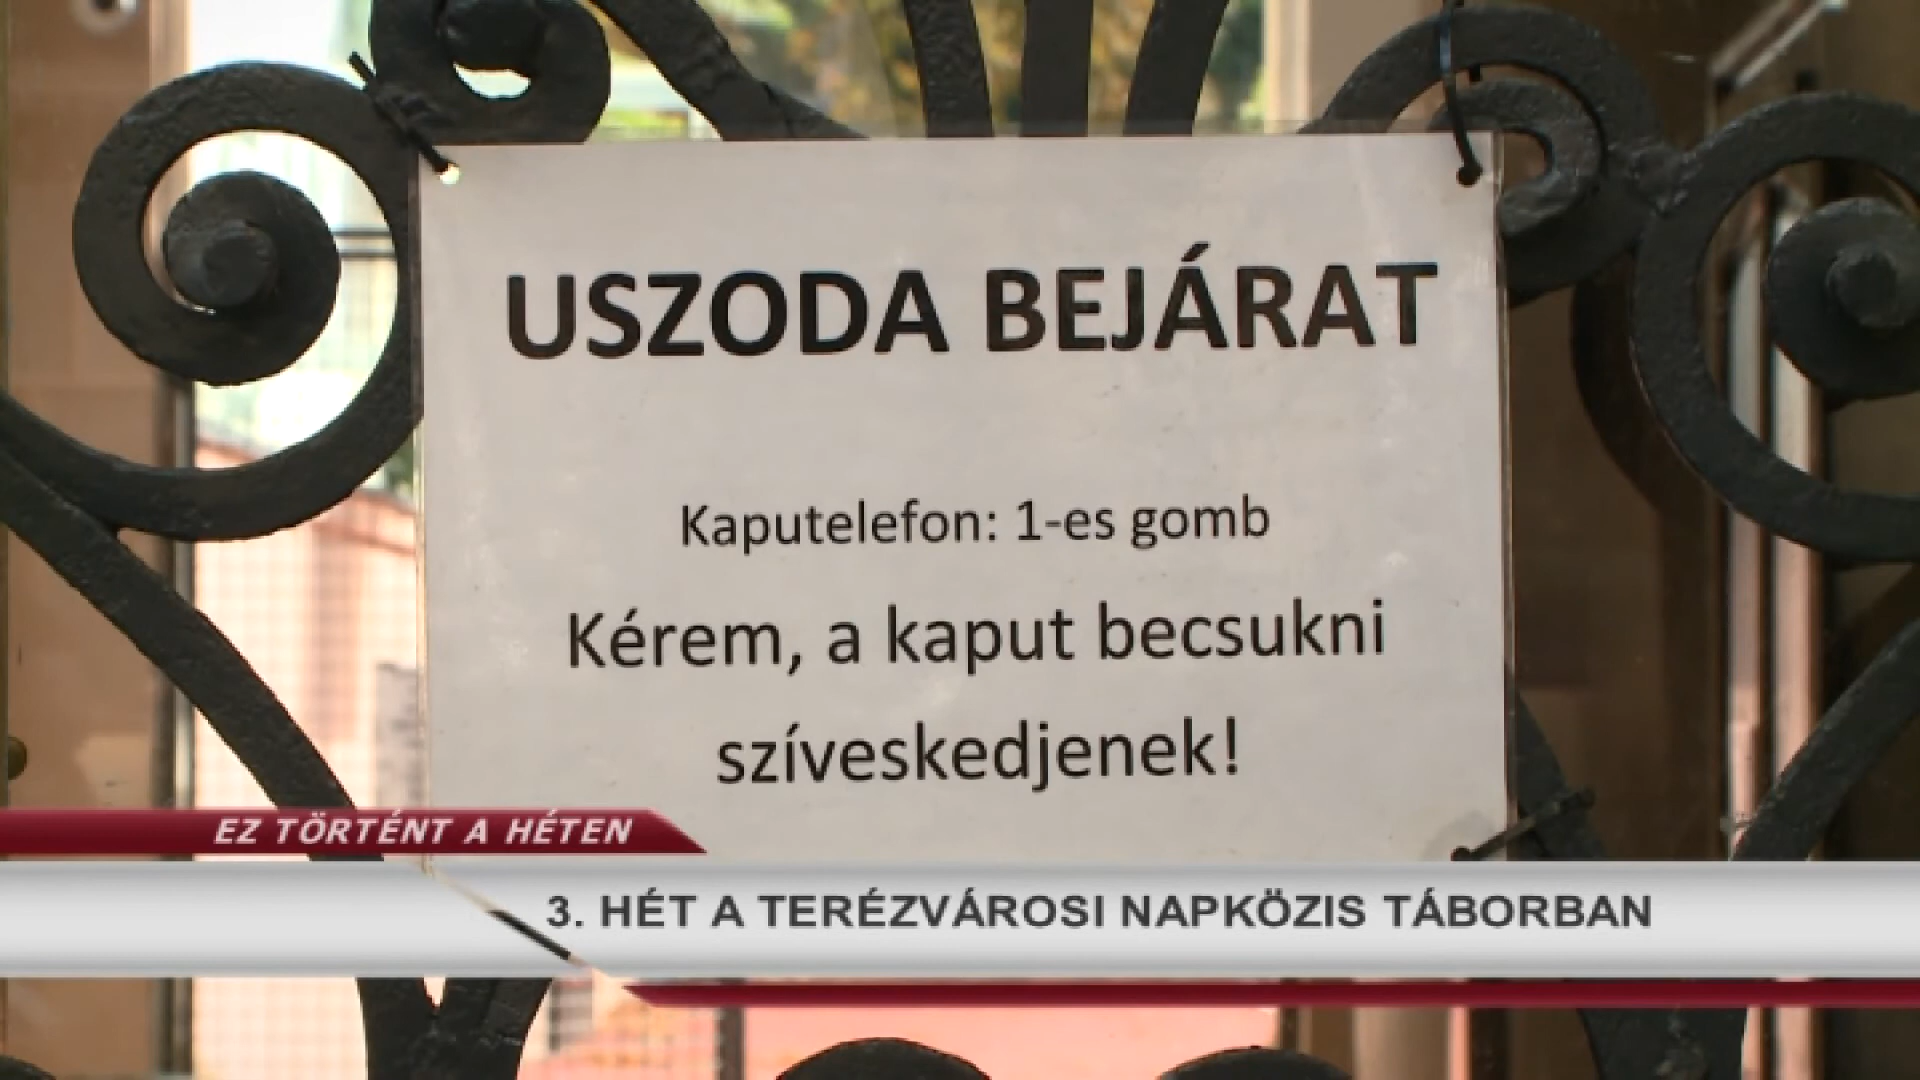 USZODA BEJÁRAT
Kaputelefon: 1-es gomb
Kérem, a kaput becsukni
szíveskedjenek!
EZ TÖRTÉNT A HÉTEN
3. HÉT A TERÉZVÁROSI NAPKÖZIS TÁBORBAN